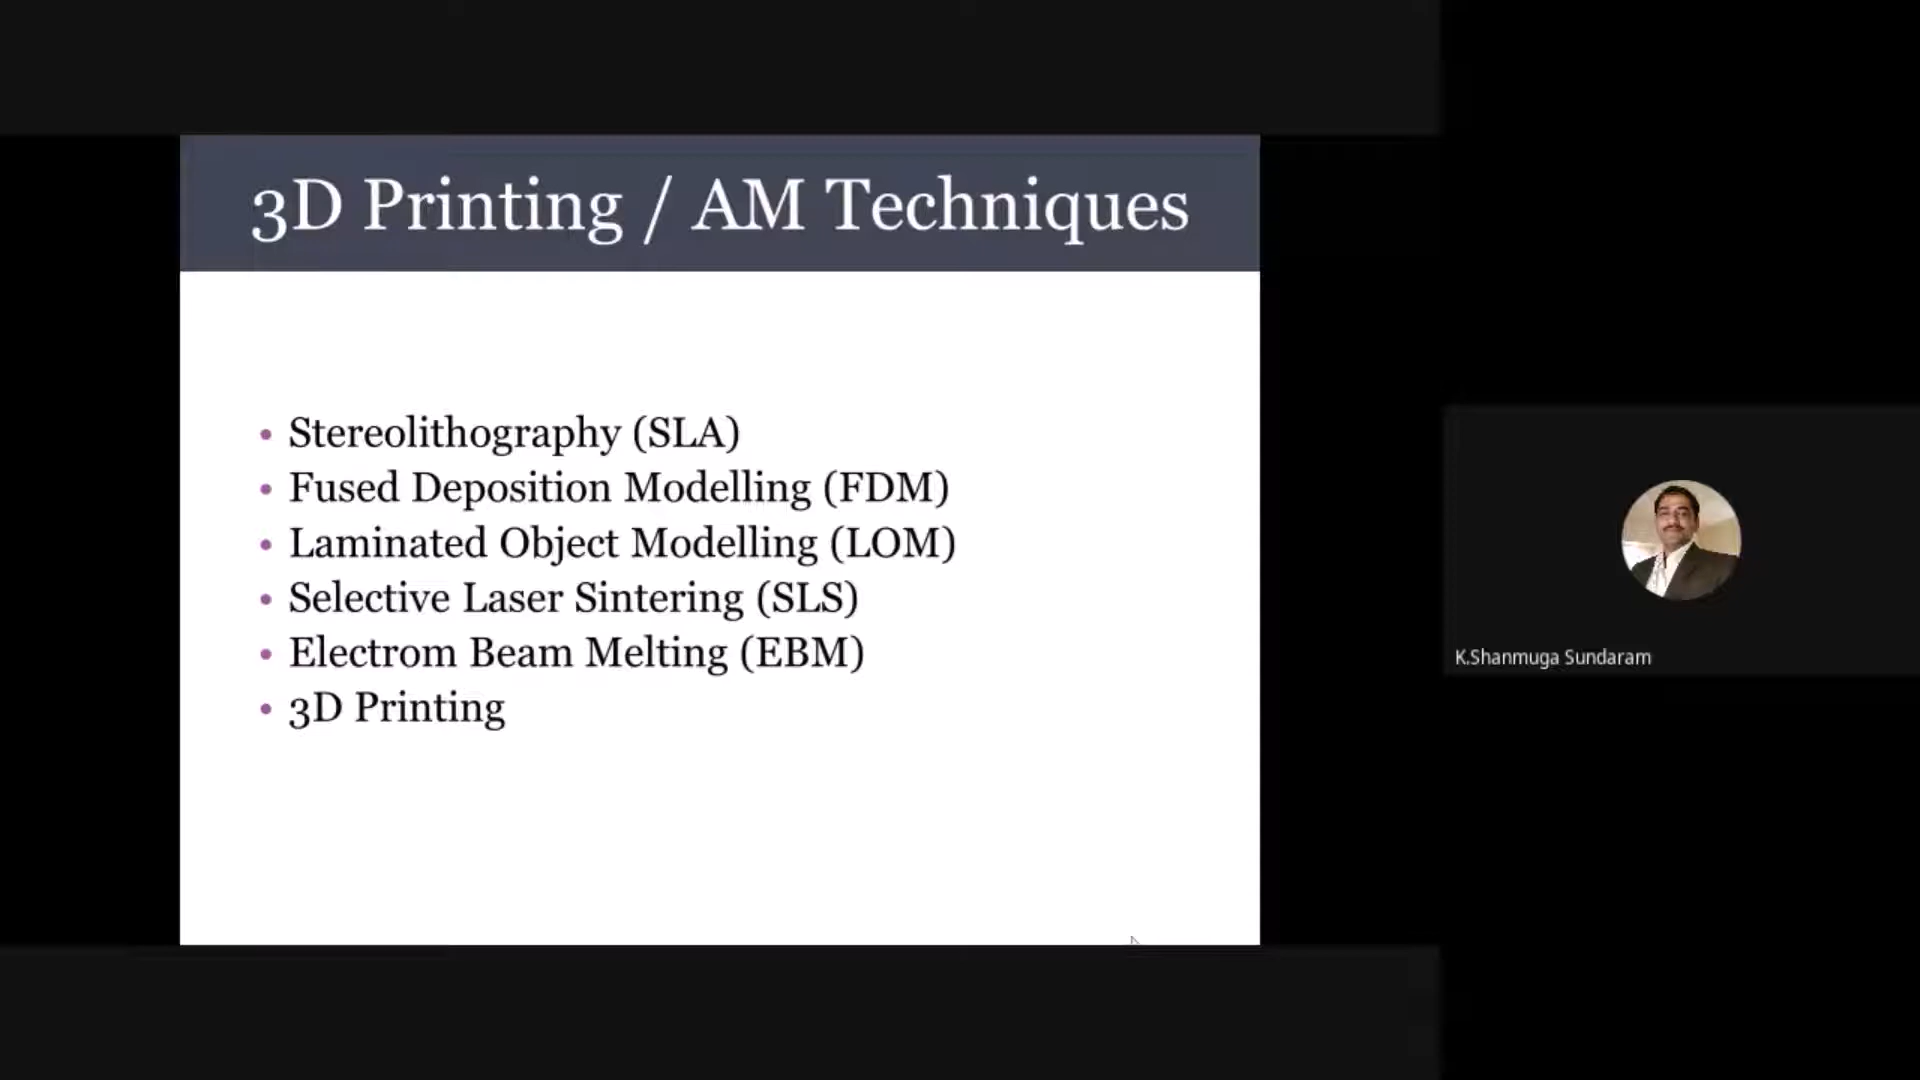 3D Printing / AM Techniques
• Stereolithography (SLA)
• Fused Deposition Modelling (FDM)
• Laminated Object Modelling (LOM)
• Selective Laser Sintering (SLS)
• Electrom Beam Melting (EBM)
• 3D Printing
K.Shanmuga Sundaram